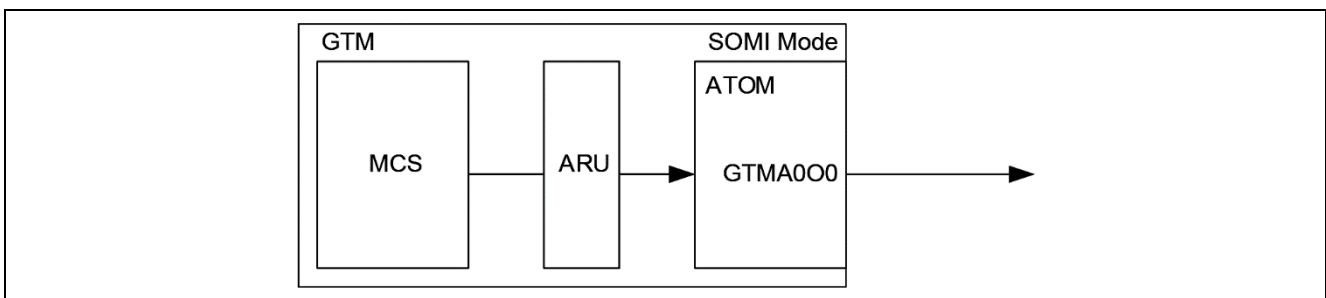 GTM
SOMI Mode
ATOM
MCS
ARU
GTMA0O0